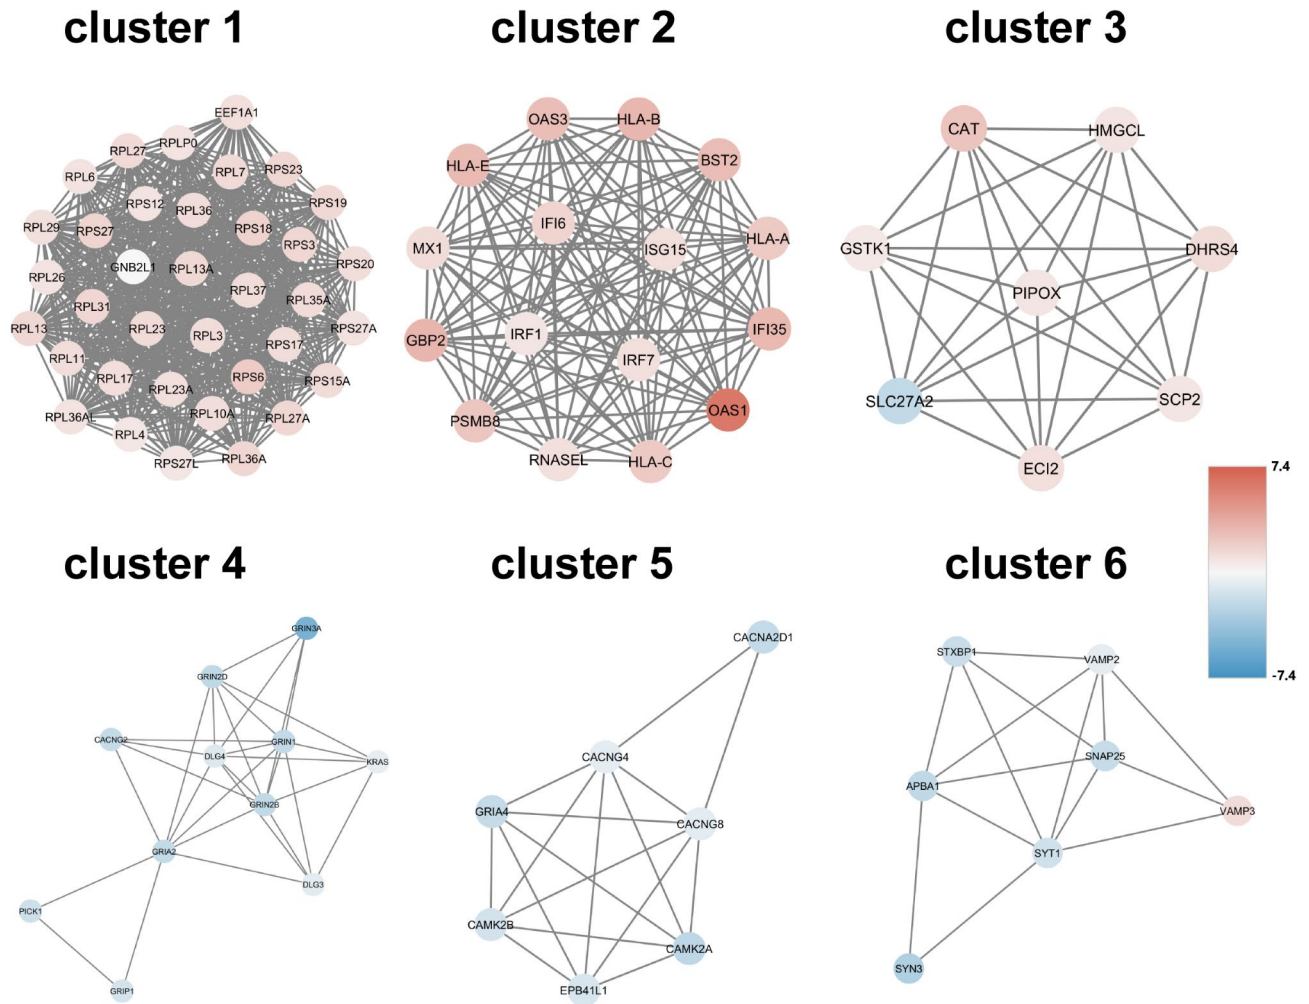 cluster 1
cluster 2
cluster 3
EEF1A1
RPL27
RPLP0
RPL6
RPL7
RPS23
RPS12
RPL36
RPS19
RPL29
RPS27
RPS18
RPS3
GNB2L1
RPL13A
RPS20
RPL26
RPL37
RPL31
RPL35A
RPL13
RPL23
RPL3
RPS27A
RPL11
RPS17
RPL17
RPL23A
RPS6
RPS15A
RPL36AL
RPL10A
RPL27A
RPL4
RPS27L
RPL36A
OAS3
HLA-B
HLA-E
BST2
IFI6
MX1
ISG15
HLA-A
GBP2
IRF1
IFI35
IRF7
PSMB8
OAS1
RNASEL
HLA-C
CAT
HMGCL
GSTK1
DHRS4
PIPOX
SLC27A2
SCP2
ECI2
7.4
-7.4
cluster 4
cluster 5
cluster 6
GRIN3A
GRIN2D
CACNG2
DLG4
GRIN1
KRAS
GRIN2B
GRIA2
DLG3
PICK1
GRIP1
CACNA2D1
CACNG4
GRIA4
CACNG8
CAMK2B
CAMK2A
EPB41L1
STXBP1
VAMP2
SNAP25
APBA1
VAMP3
SYT1
SYN3